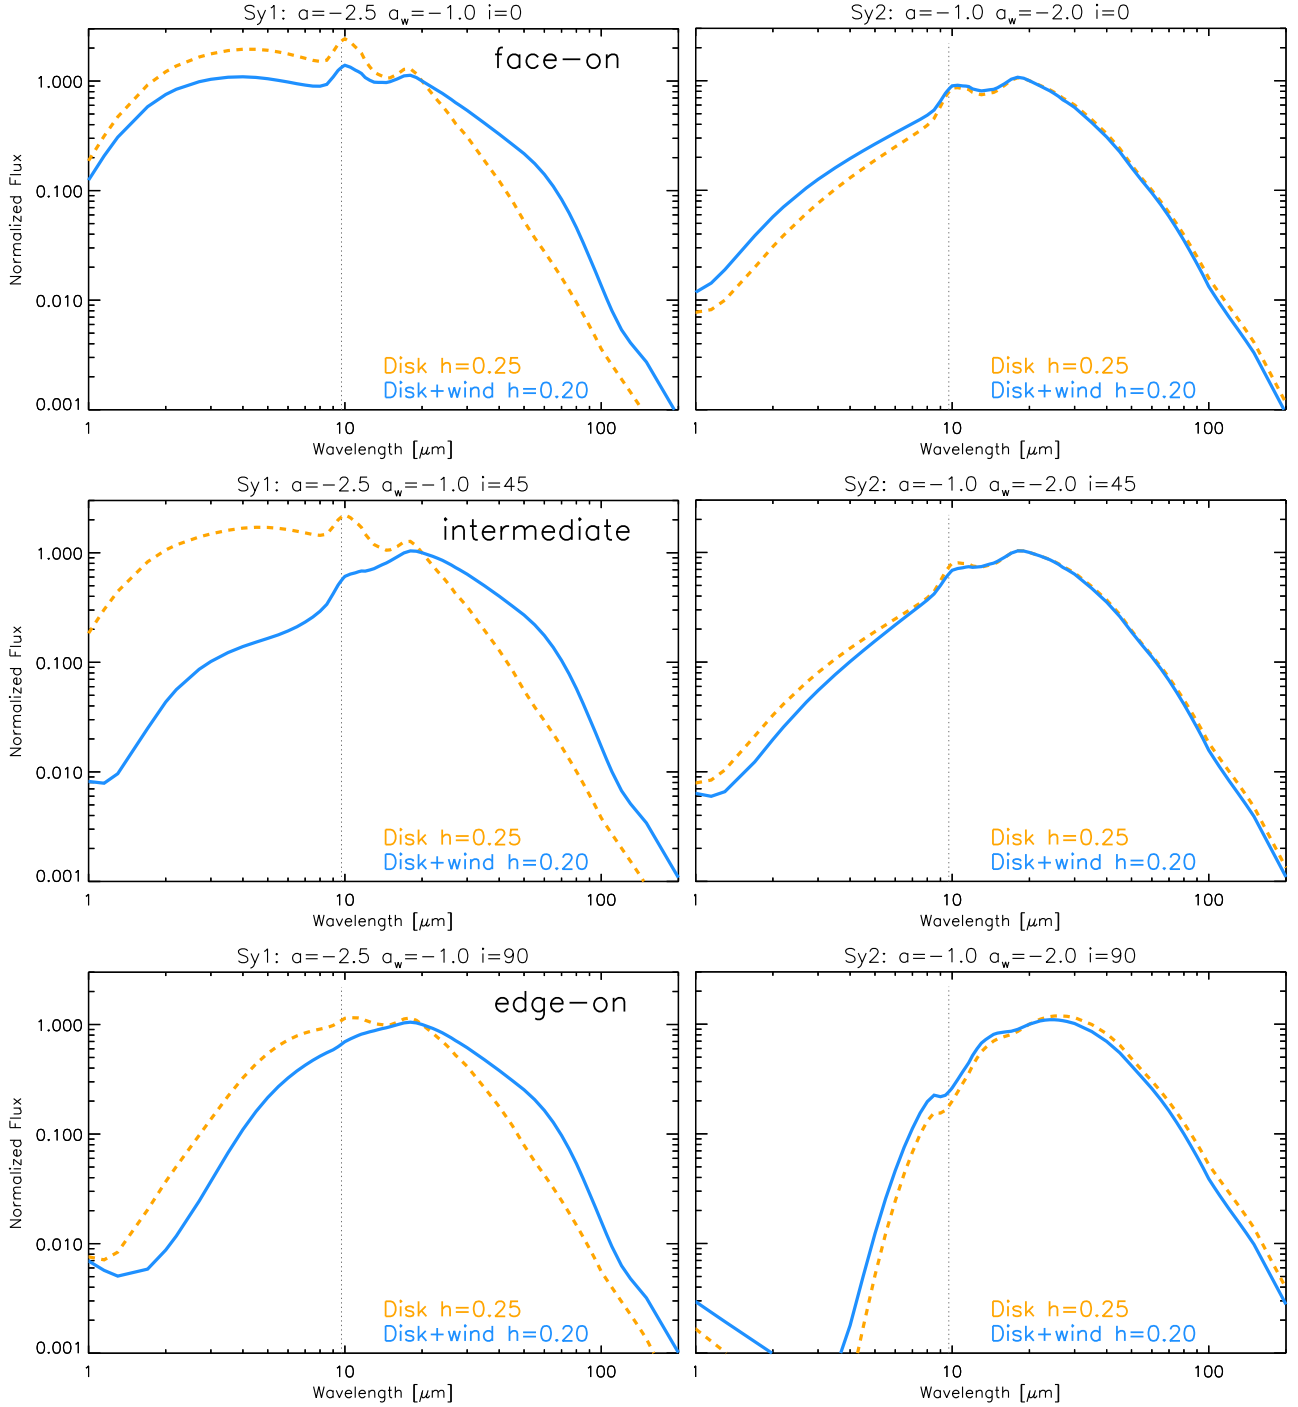 Sy1: a=−2.5 a_w=−1.0 i=0
Sy2: a=−1.0 a_w=−2.0 i=0
face−on
Normalized Flux
1.000
0.100
0.010
0.001
Disk h=0.25
Disk+wind h=0.20
Disk h=0.25
Disk+wind h=0.20
1 10 100
1 10 100
Wavelength [μm]
Wavelength [μm]
Sy1: a=−2.5 a_w=−1.0 i=45
Sy2: a=−1.0 a_w=−2.0 i=45
intermediate
Normalized Flux
1.000
0.100
0.010
0.001
Disk h=0.25
Disk+wind h=0.20
Disk h=0.25
Disk+wind h=0.20
1 10 100
1 10 100
Wavelength [μm]
Wavelength [μm]
Sy1: a=−2.5 a_w=−1.0 i=90
Sy2: a=−1.0 a_w=−2.0 i=90
edge−on
Normalized Flux
1.000
0.100
0.010
0.001
Disk h=0.25
Disk+wind h=0.20
Disk h=0.25
Disk+wind h=0.20
1 10 100
1 10 100
Wavelength [μm]
Wavelength [μm]